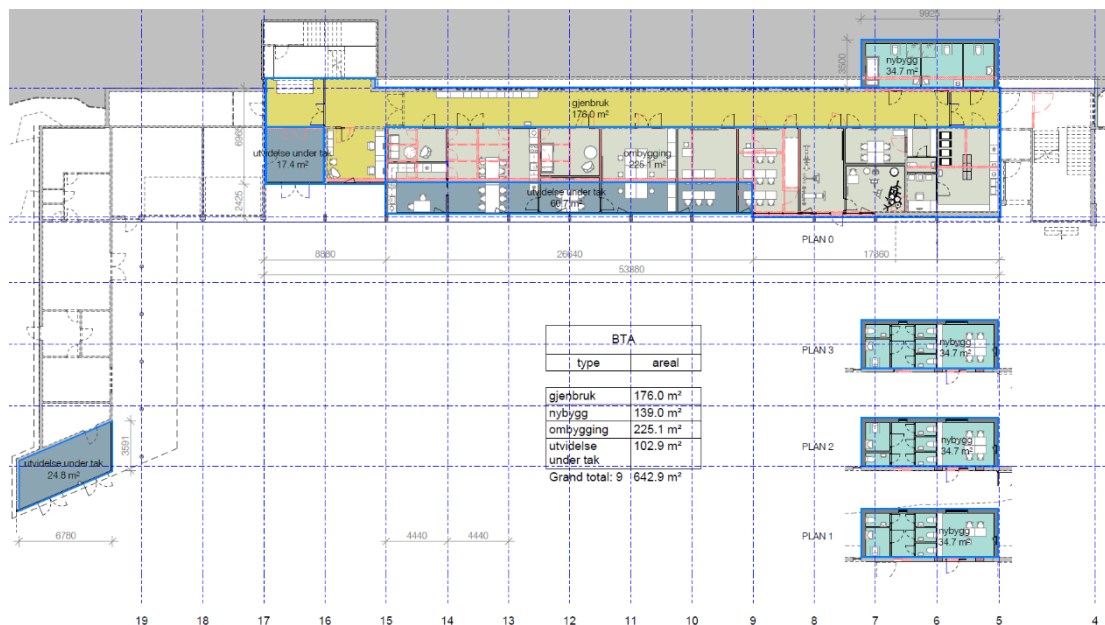 9925
nybygg
34.7 m²
3500
gjenbruk
176.0 m²
6965
utvidelse under tak
17.4 m²
ombygging
225.1 m²
utvidelse under tak
60.7 m²
2425
PLAN 0
8880
26640
17860
53880
BTA
type areal
gjenbruk 176.0 m²
nybygg 139.0 m²
ombygging 225.1 m²
utvidelse 102.9 m²
under tak
Grand total: 9 642.9 m²
PLAN 3
nybygg
34.7 m²
PLAN 2
nybygg
34.7 m²
PLAN 1
nybygg
34.7 m²
3591
utvidelse under tak
24.8 m²
6780
4440
4440
19 18 17 16 15 14 13 12 11 10 9 8 7 6 5 4